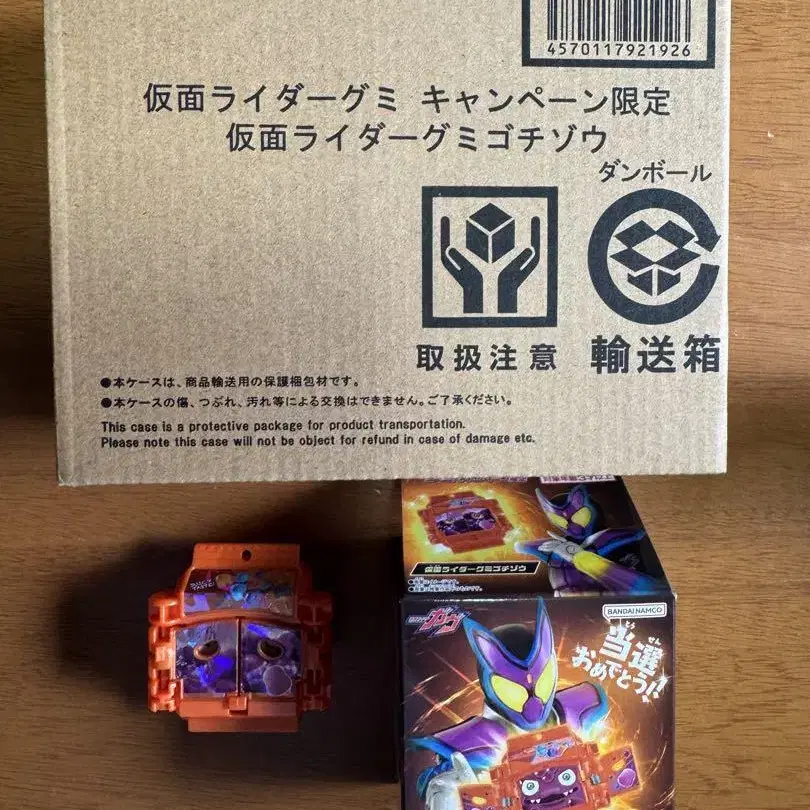 4570117921926
仮面ライダーグミ キャンペーン限定
仮面ライダーグミゴチゾウ
ダンボール
取扱注意
輸送箱
●本ケースは、商品輸送用の保護梱包材です。
●本ケースの傷、つぶれ、汚れ等による交換はできません。ご了承ください。
This case is a protective package for product transportation.
Please note this case will not be object for refund in case of damage etc.
仮面ライダーグミゴチゾウ
BANDAI NAMCO
ガヴ
とう せん
当選
おめでとう!!